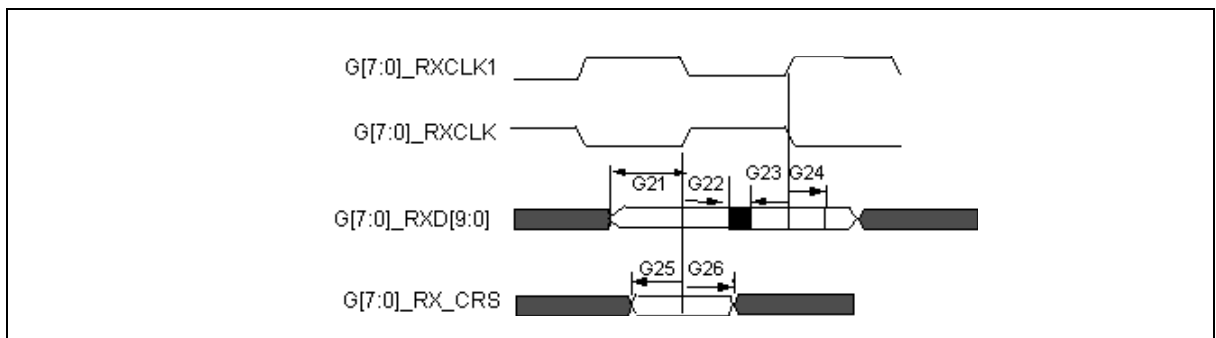 G[7:0]_RXCLK1
G[7:0]_RXCLK
G21 G22 G23 G24
G[7:0]_RXD[9:0]
G25 G26
G[7:0]_RX_CRS